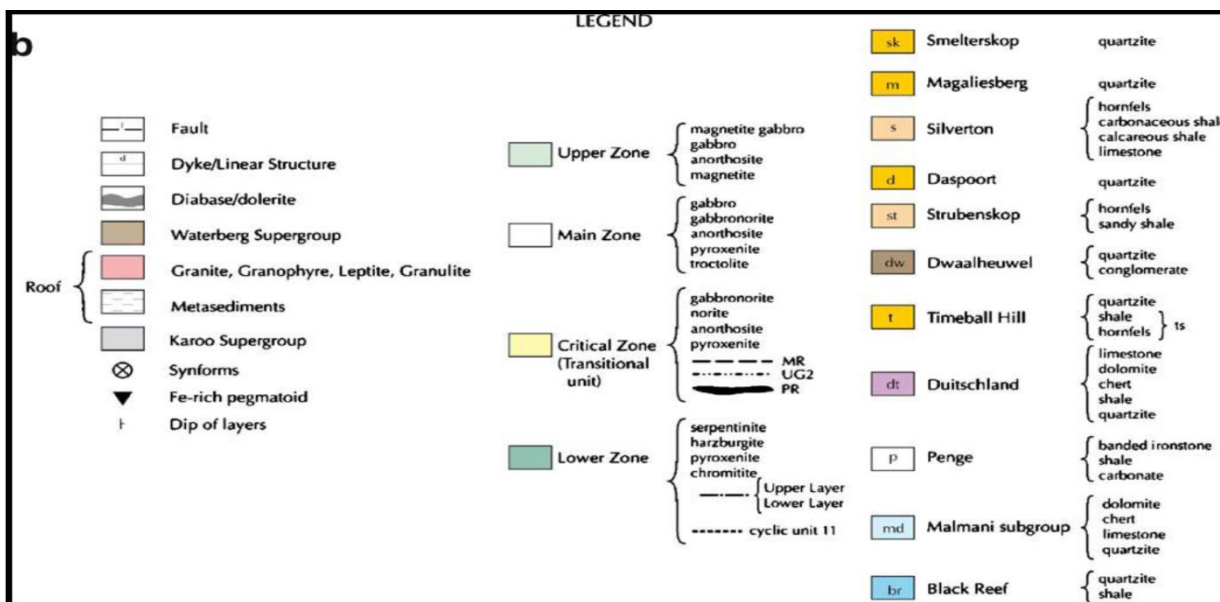 LEGEND
b
Fault
d
Dyke/Linear Structure
Diabase/dolerite
Waterberg Supergroup
Roof
Granite, Granophyre, Leptite, Granulite
Metasediments
Karoo Supergroup
Synforms
Fe-rich pegmatoid
Dip of layers
Upper Zone
magnetite gabbro
gabbro
anorthosite
magnetite
Main Zone
gabbro
gabbronorite
anorthosite
pyroxenite
troctolite
Critical Zone
(Transitional
unit)
gabbronorite
norite
anorthosite
pyroxenite
MR
UG2
PR
Lower Zone
serpentinite
harzburgite
pyroxenite
chromitite
Upper Layer
Lower Layer
cyclic unit 11
sk Smelterskop quartzite
m Magaliesberg quartzite
s Silverton
hornfels
carbonaceous shale
calcareous shale
limestone
d Daspoort quartzite
st Strubenskop
hornfels
sandy shale
dw Dwaalheuwel
quartzite
conglomerate
t Timeball Hill
quartzite
shale
hornfels
ts
dt Duitschland
limestone
dolomite
chert
shale
quartzite
p Penge
banded ironstone
shale
carbonate
md Malmani subgroup
dolomite
chert
limestone
quartzite
br Black Reef
quartzite
shale